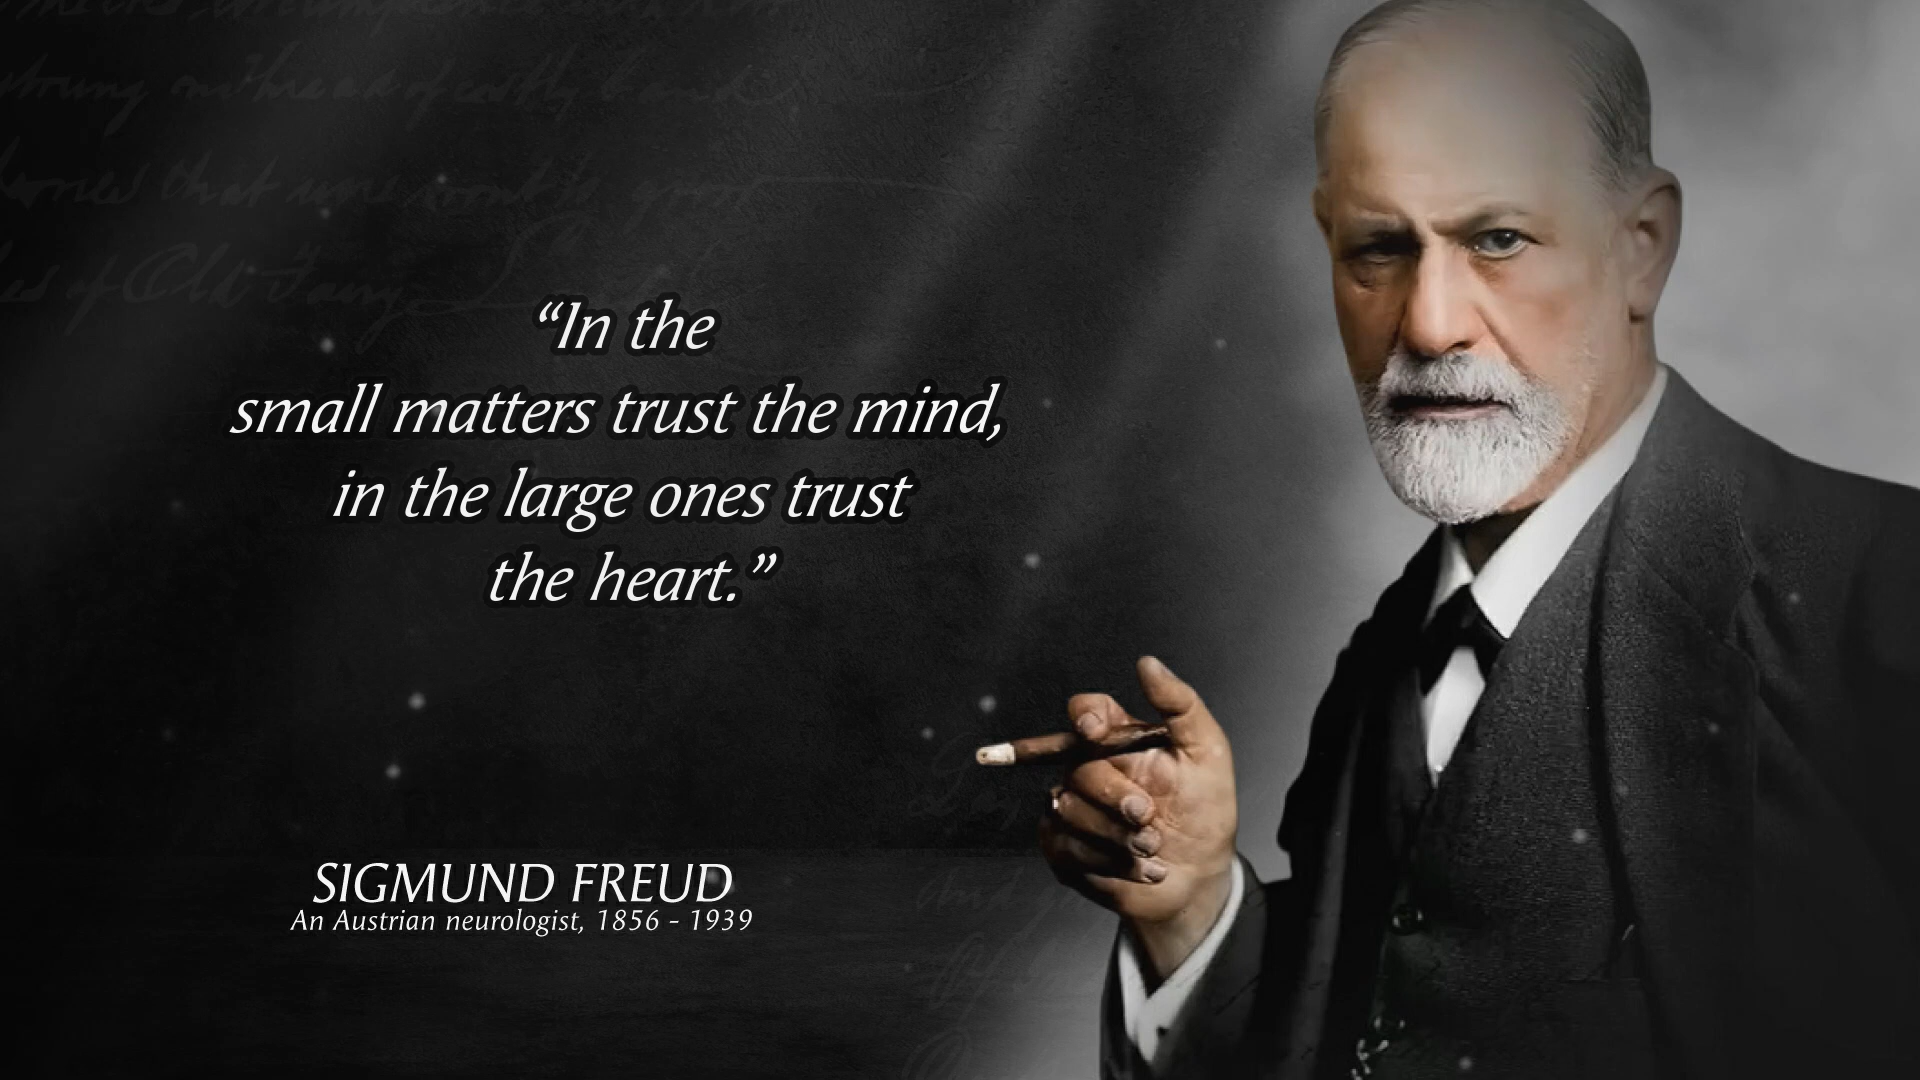 “In the
small matters trust the mind,
in the large ones trust
the heart.”
SIGMUND FREUD
An Austrian neurologist, 1856 - 1939